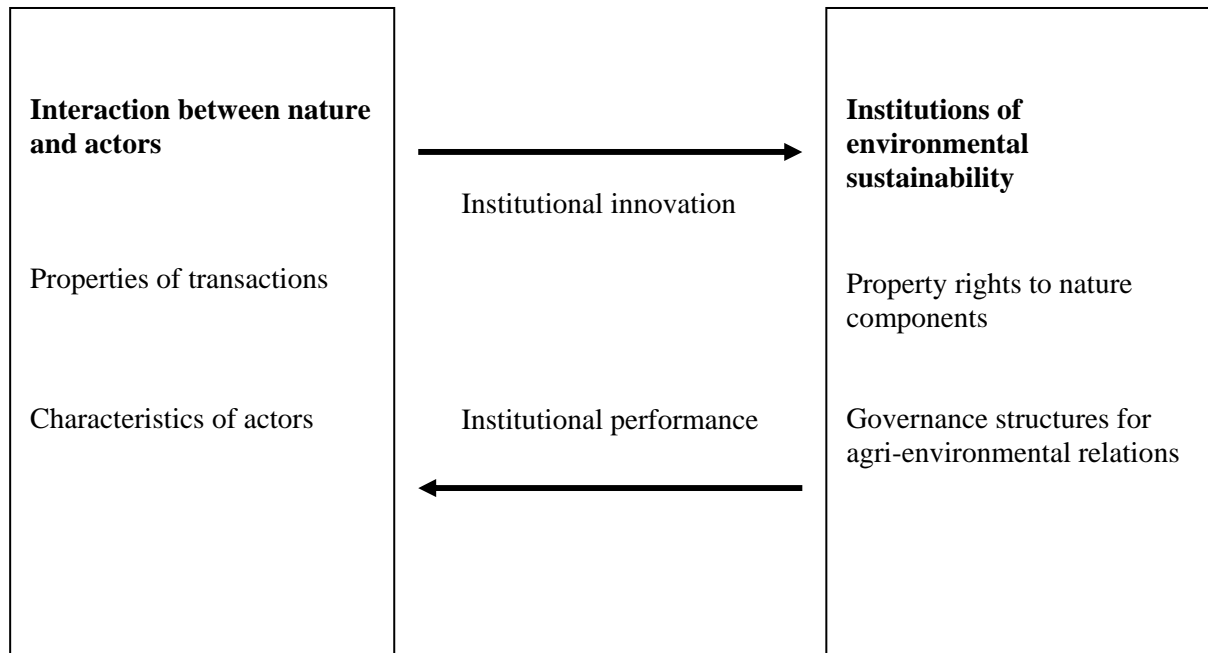 Interaction between nature
and actors
Properties of transactions
Characteristics of actors
Institutional innovation
Institutional performance
Institutions of
environmental
sustainability
Property rights to nature
components
Governance structures for
agri-environmental relations